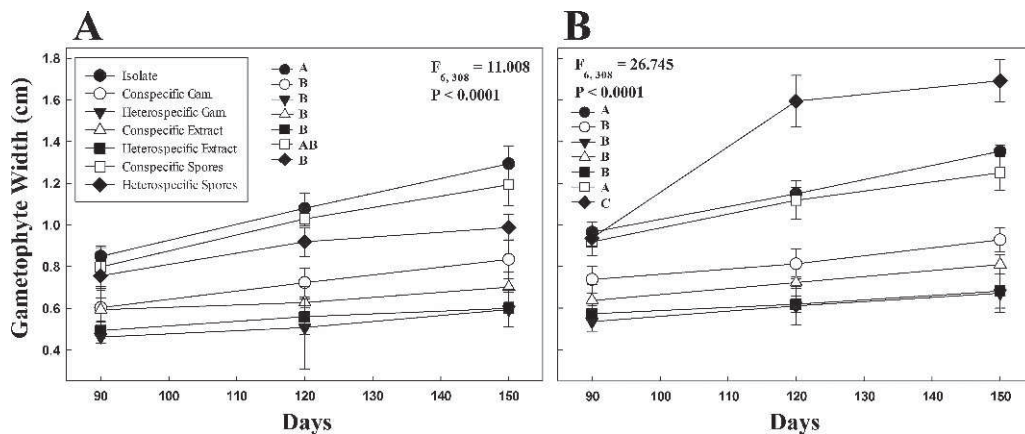 A
B
Gametophyte Width (cm)
1.8
1.6
1.4
1.2
1.0
0.8
0.6
0.4
Isolate
Conspecific Gam.
Heterospecific Gam.
Conspecific Extract
Heterospecific Extract
Conspecific Spores
Heterospecific Spores
A
B
B
B
B
AB
B
F6, 308 = 11.008
P < 0.0001
90 100 110 120 130 140 150
Days
F6, 308 = 26.745
P < 0.0001
A
B
B
B
B
A
C
90 100 110 120 130 140 150
Days